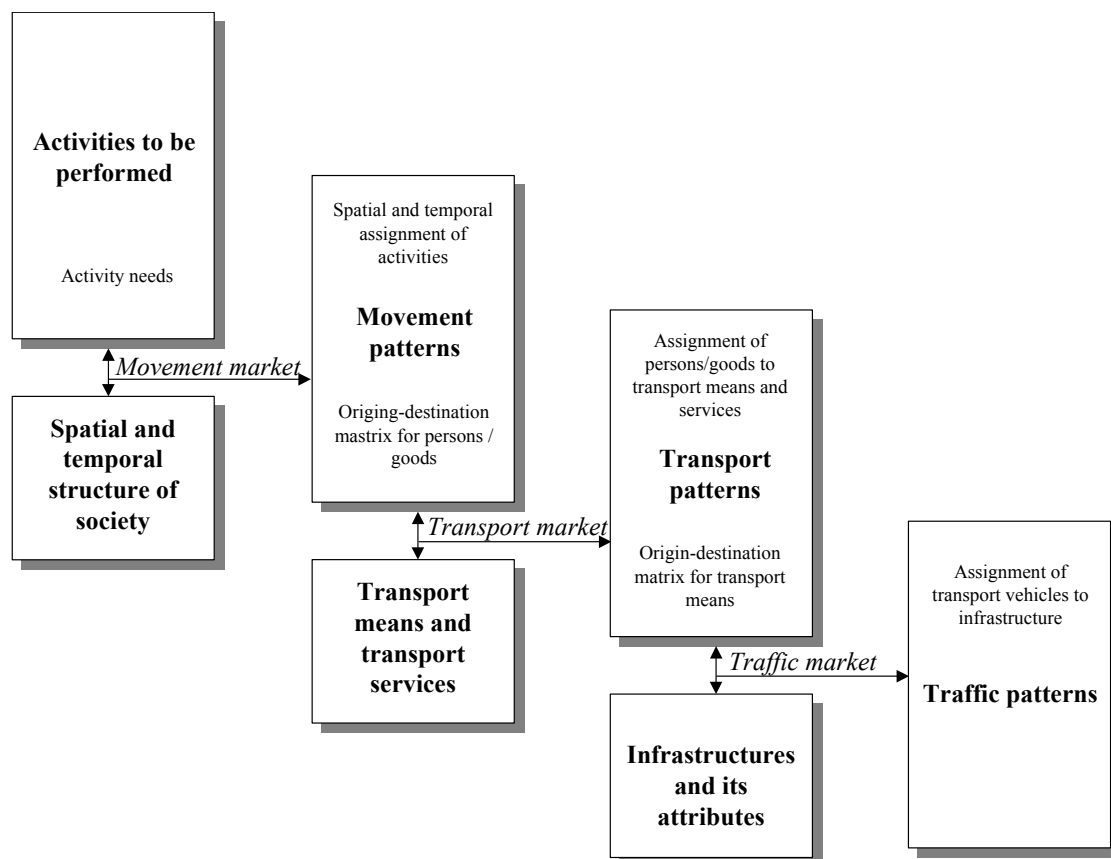 Activities to be
performed
Activity needs
Movement market
Spatial and
temporal
structure of
society
Spatial and temporal
assignment of
activities
Movement
patterns
Origing-destination
mastrix for persons /
goods
Transport market
Transport
means and
transport
services
Assignment of
persons/goods to
transport means and
services
Transport
patterns
Origin-destination
matrix for transport
means
Traffic market
Infrastructures
and its
attributes
Assignment of
transport vehicles to
infrastructure
Traffic patterns